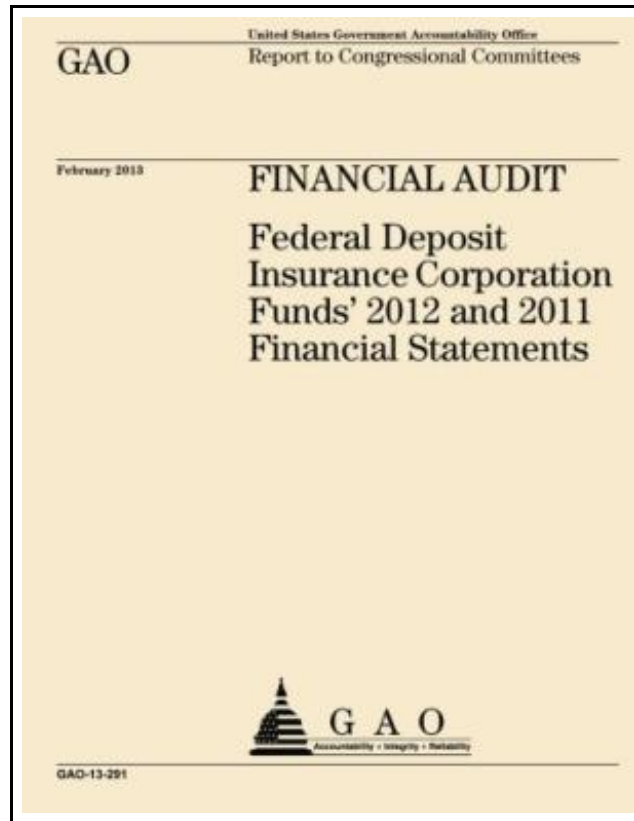 United States Government Accountability Office
GAO
Report to Congressional Committees
February 2013
FINANCIAL AUDIT
Federal Deposit
Insurance Corporation
Funds' 2012 and 2011
Financial Statements
G A O
Accountability • Integrity • Reliability
GAO-13-291